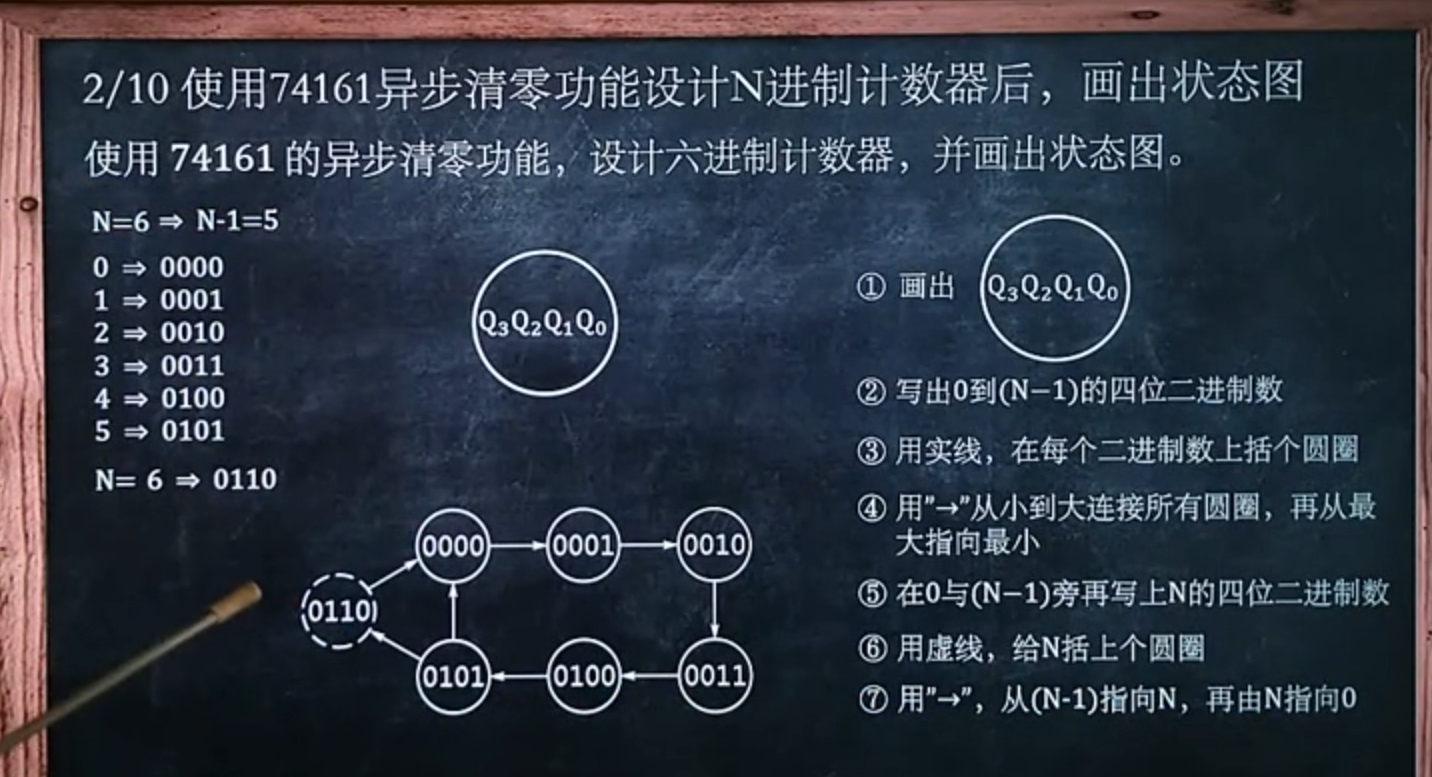 2/10 使用74161异步清零功能设计N进制计数器后，画出状态图
使用 74161 的异步清零功能，设计六进制计数器，并画出状态图。
N=6 ⇒ N-1=5
0 ⇒ 0000
1 ⇒ 0001
2 ⇒ 0010
3 ⇒ 0011
4 ⇒ 0100
5 ⇒ 0101
N= 6 ⇒ 0110
Q₃Q₂Q₁Q₀
0000 → 0001 → 0010
0110
0101 ← 0100 ← 0011
① 画出 Q₃Q₂Q₁Q₀
② 写出0到(N−1)的四位二进制数
③ 用实线，在每个二进制数上括个圆圈
④ 用”→”从小到大连接所有圆圈，再从最
大指向最小
⑤ 在0与(N−1)旁再写上N的四位二进制数
⑥ 用虚线，给N括上个圆圈
⑦ 用”→”，从(N-1)指向N，再由N指向0